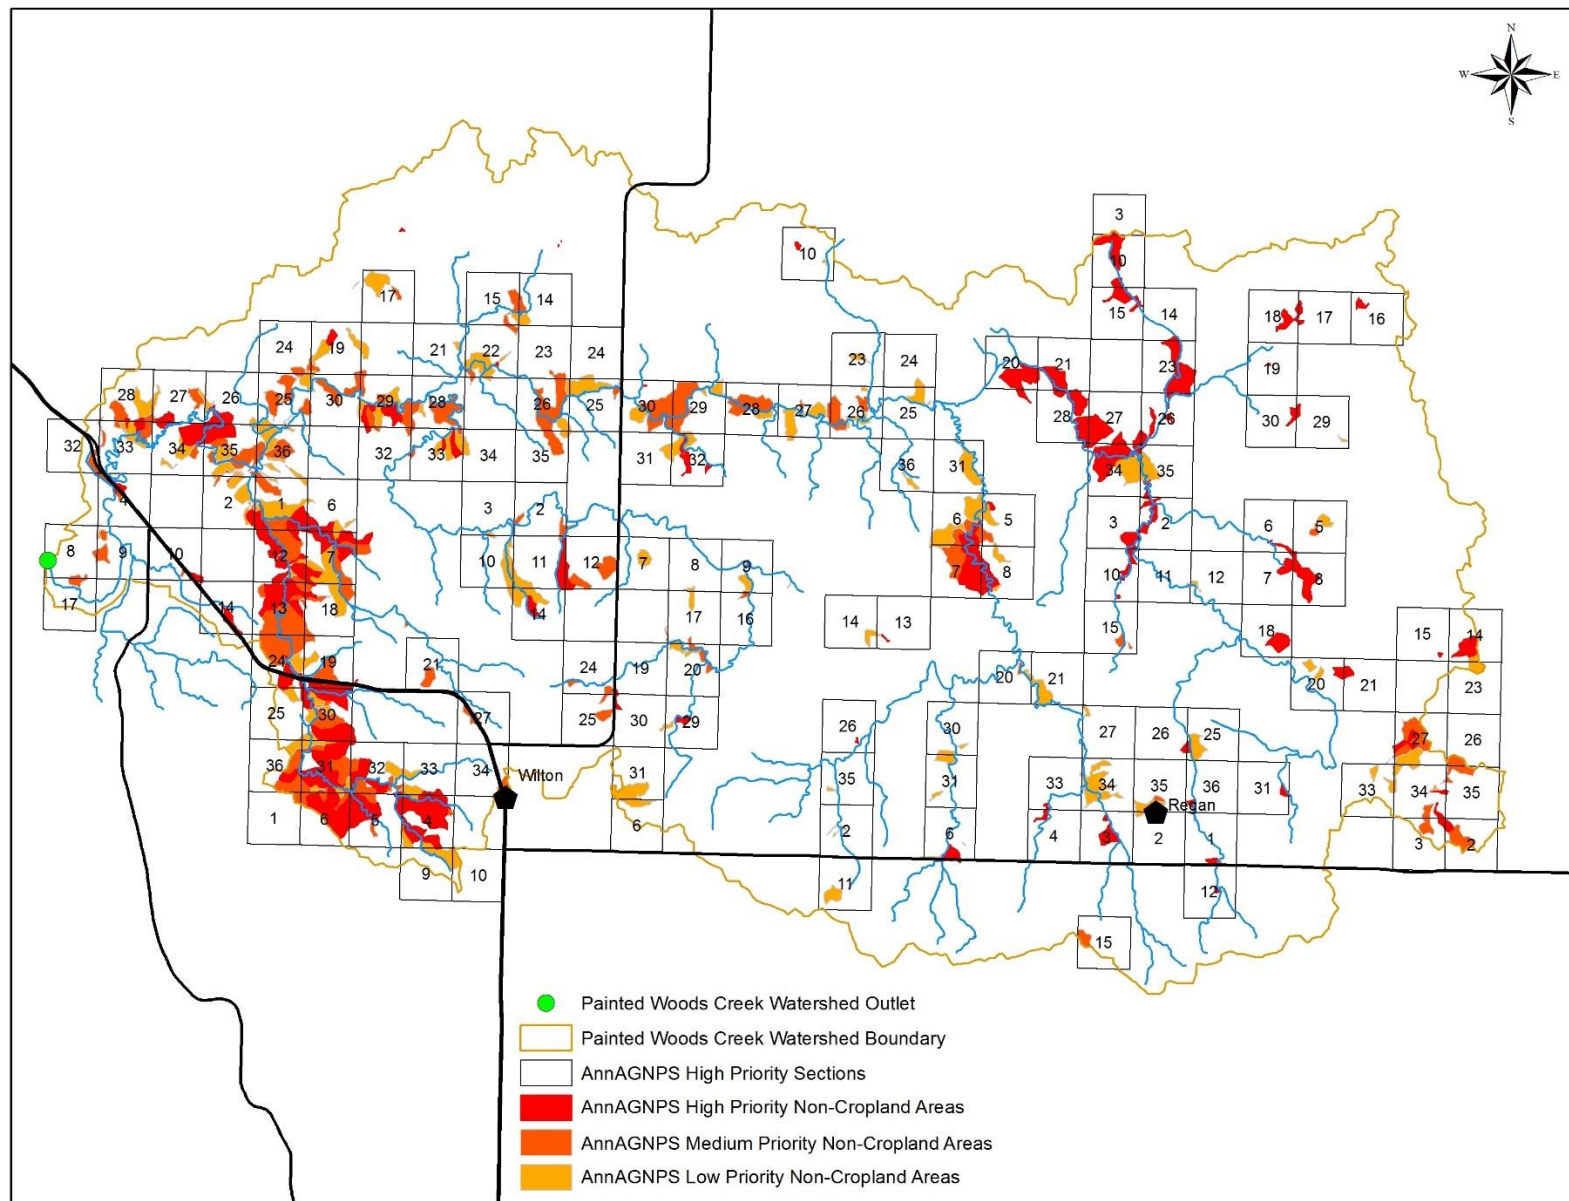 N
W E
S
3
10 10
17 15 14 15 14 18 17 16
24 19 21 22 23 24 23 24 20 21 23 19
28 27 26 25 30 29 28 26 25 30 29 28 27 26 25 28 27 26 30 29
32 33 34 35 36 32 33 34 35 31 32 36 31 34 35
4 2 1 6 3 2 6 5 3 2 6 5
8 9 10 12 7 10 11 12 7 8 9 7 8 10 11 12 7 8
17 14 13 18 14 17 16 14 13 15 18 15 14
24 19 21 24 19 20 20 21 20 21 23
25 30 27 25 30 29 26 30 27 26 25 27 26
36 31 32 33 34 Wilton 31 35 31 33 34 35 36 31 33 34 35
Regan
1 6 5 4 6 2 6 4 3 2 1 3 2
9 10 11 12
15
Painted Woods Creek Watershed Outlet
Painted Woods Creek Watershed Boundary
AnnAGNPS High Priority Sections
AnnAGNPS High Priority Non-Cropland Areas
AnnAGNPS Medium Priority Non-Cropland Areas
AnnAGNPS Low Priority Non-Cropland Areas